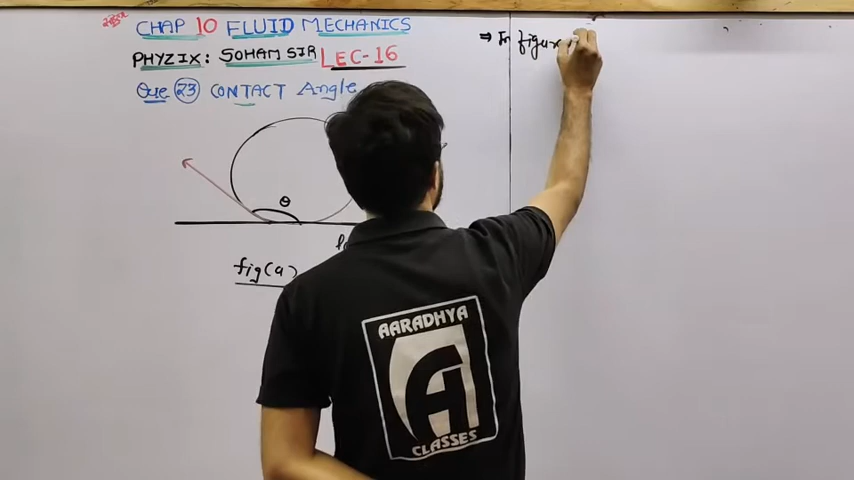 CHAP 10 FLUID MECHANICS
PHYZIX: SOHAM SIR LEC-16
Que 23 CONTACT Angle
⇒ In figure
θ
fig(a)
AARADHYA
A
CLASSES